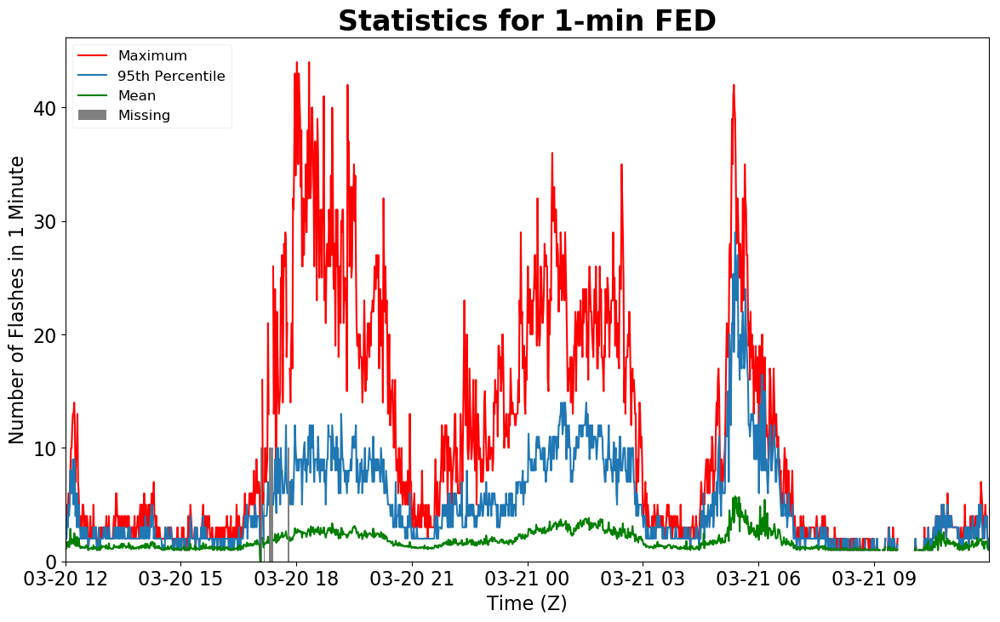 Statistics for 1-min FED
Maximum
95th Percentile
Mean
Missing
Number of Flashes in 1 Minute
40
30
20
10
0
03-20 12
03-20 15
03-20 18
03-20 21
03-21 00
03-21 03
03-21 06
03-21 09
Time (Z)